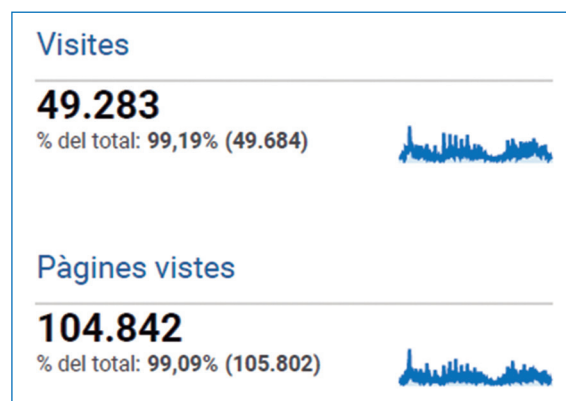 Visites
49.283
% del total: 99,19% (49.684)
Pàgines vistes
104.842
% del total: 99,09% (105.802)